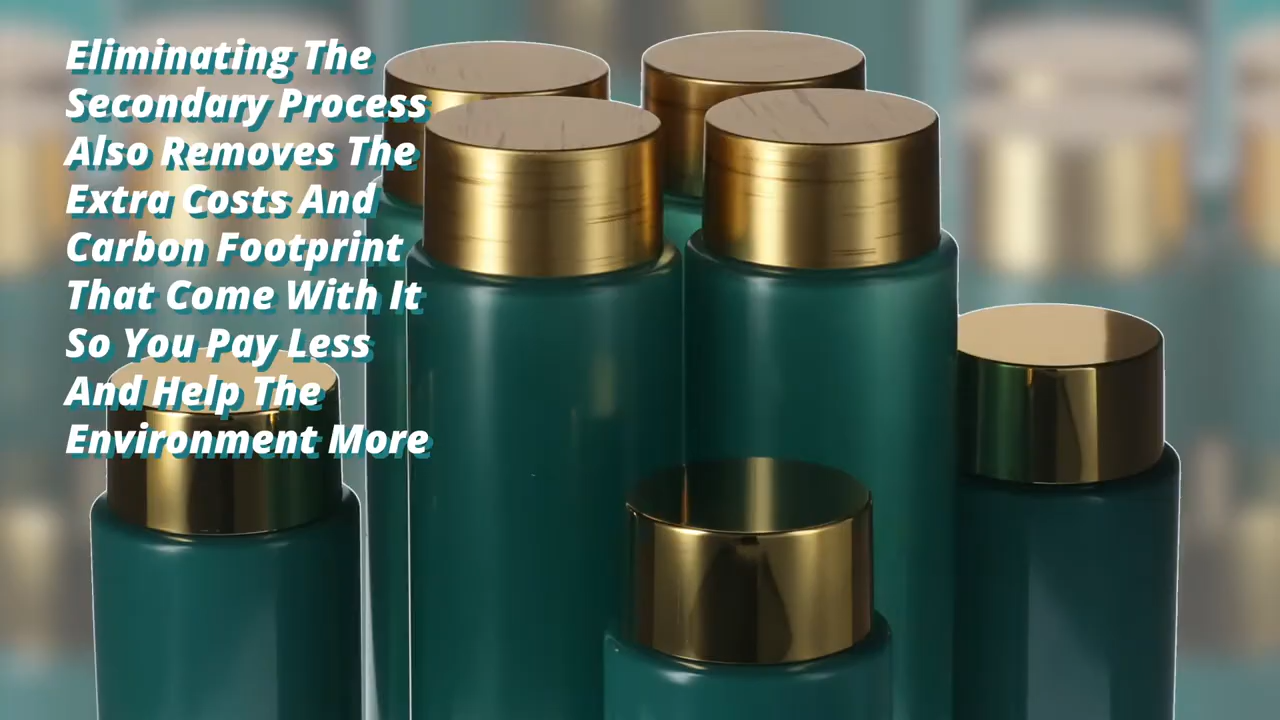 Eliminating The
Secondary Process
Also Removes The
Extra Costs And
Carbon Footprint
That Come With It
So You Pay Less
And Help The
Environment More